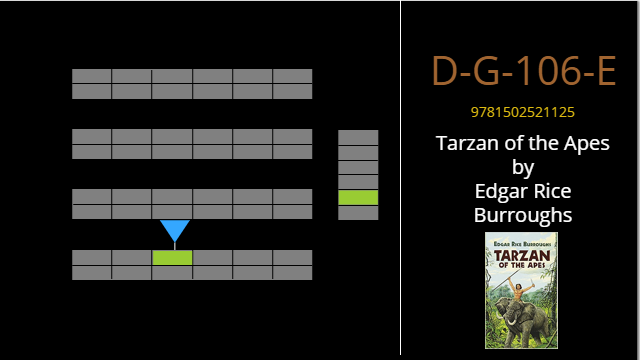 D-G-106-E
9781502521125
Tarzan of the Apes
by
Edgar Rice
Burroughs
EDGAR RICE BURROUGHS
TARZAN
OF THE APES